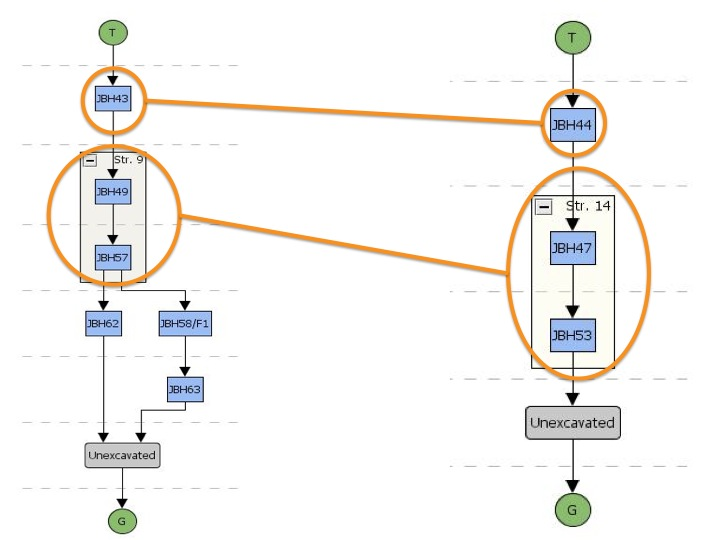 T
JBH43
Str. 9
JBH49
JBH57
JBH62
JBH58/F1
JBH63
Unexcavated
G
T
JBH44
Str. 14
JBH47
JBH53
Unexcavated
G